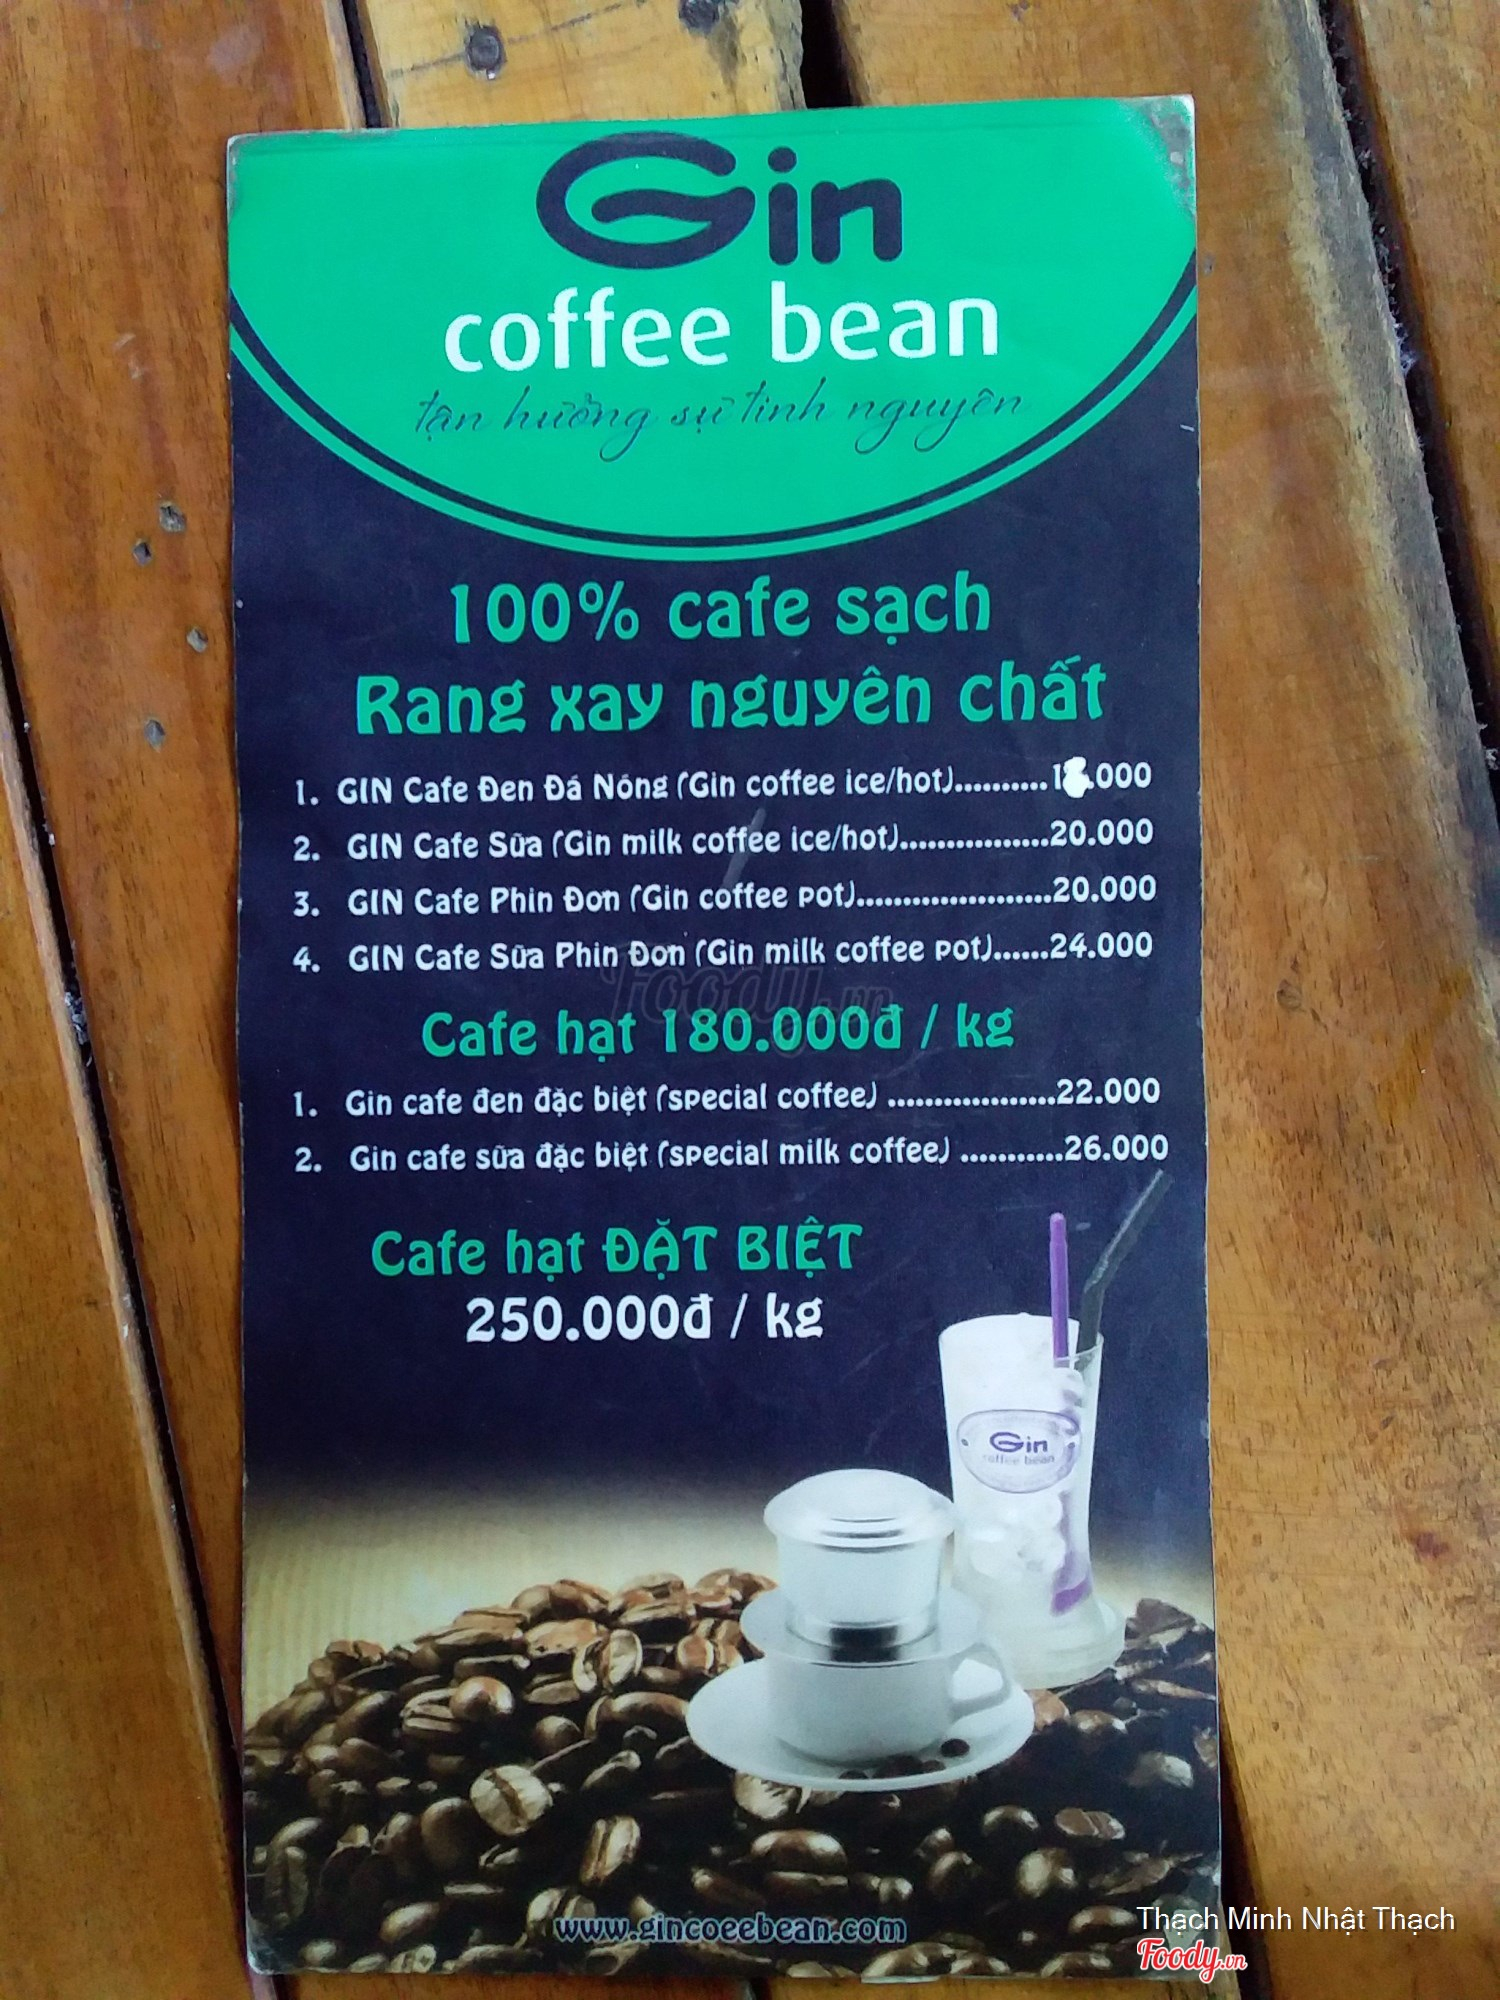 Gin
coffee bean
tận hưởng sự tinh nguyên
100% cafe sạch
Rang xay nguyên chất
1. GIN Cafe Đen Đá Nóng (Gin coffee ice/hot)..........
2. GIN Cafe Sữa (Gin milk coffee ice/hot)................20.000
3. GIN Cafe Phin Đơn (Gin coffee pot).....................20.000
4. GIN Cafe Sữa Phin Đơn (Gin milk coffee pot)......24.000
Cafe hạt 180.000đ / kg
1. Gin cafe đen đặc biệt (special coffee) ..................22.000
2. Gin cafe sữa đặc biệt (special milk coffee) ...........26.000
Cafe hạt ĐẶT BIỆT
250.000đ / kg
Gin
coffee bean
www.gincoeebean.com
Thạch Minh Nhật Thạch
Foody.vn
Foody.vn